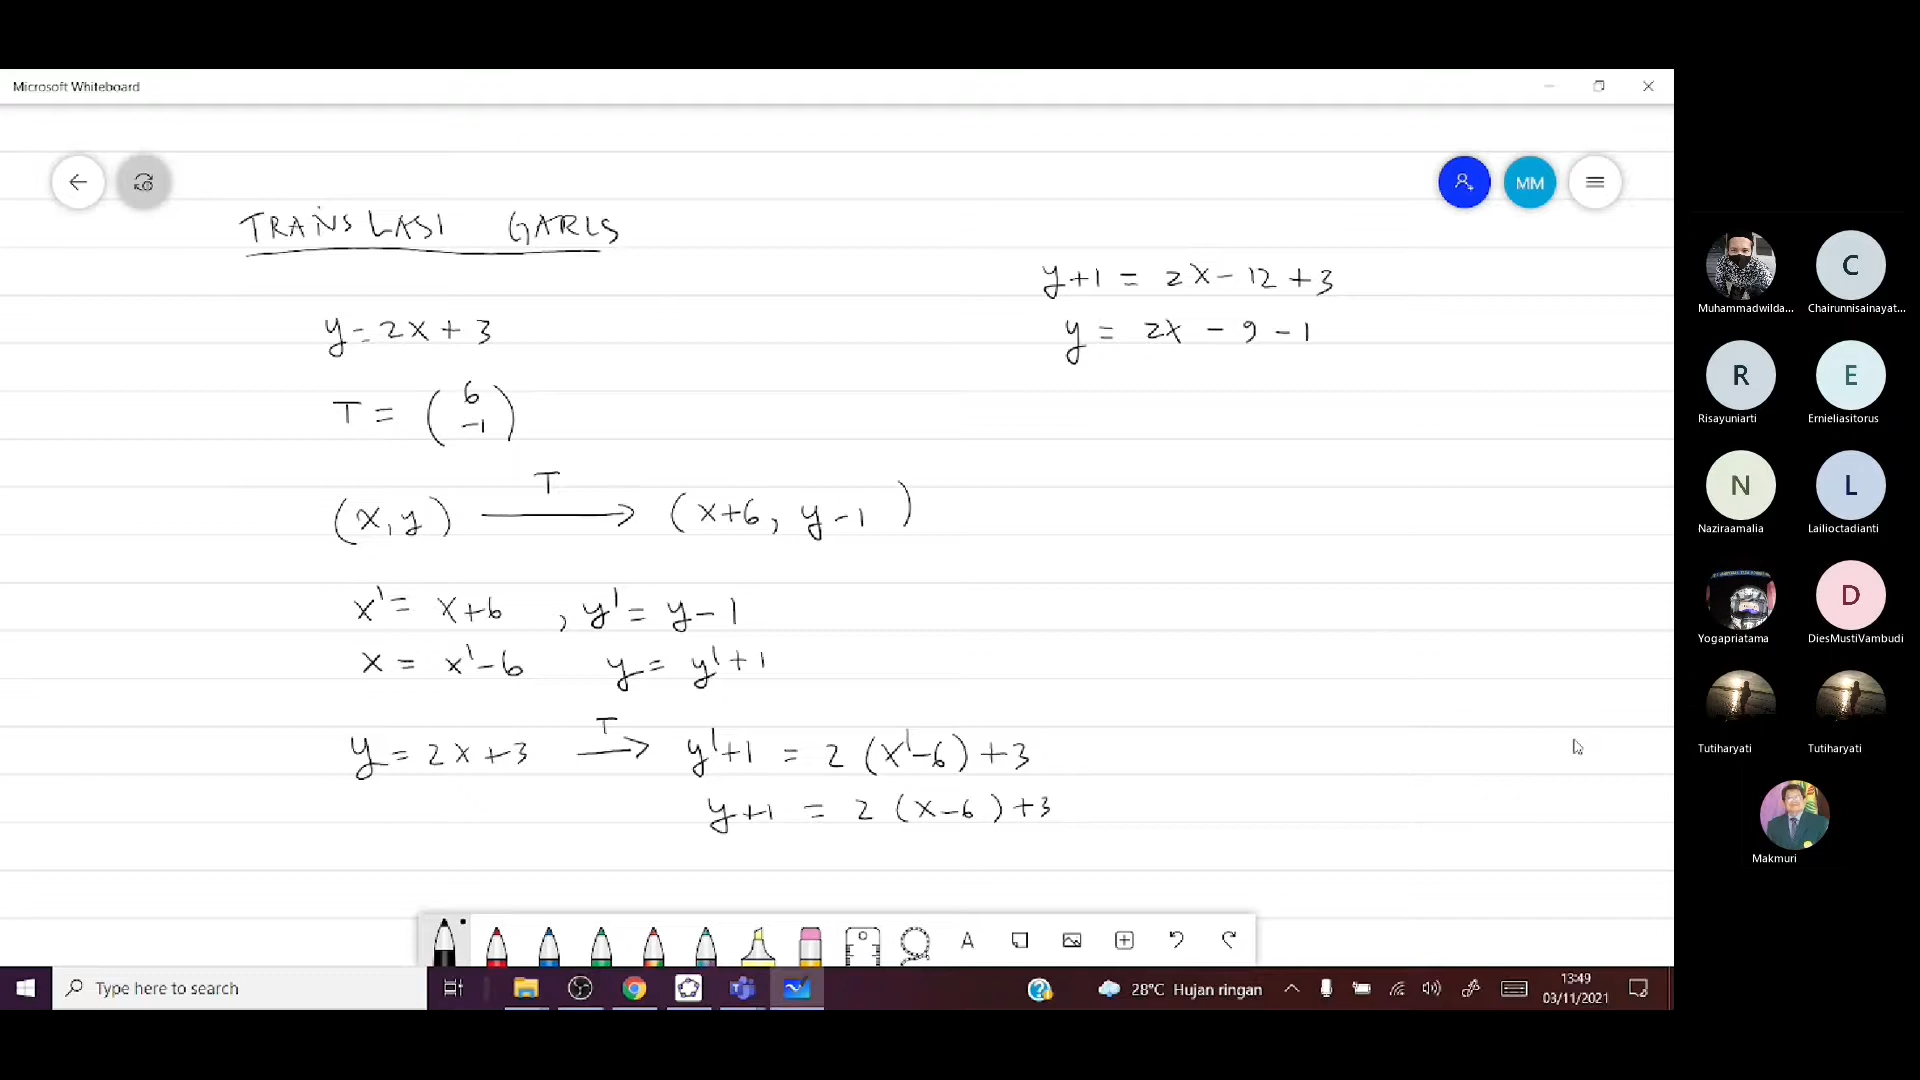 Microsoft Whiteboard
MM
TRANSLASI GARIS
y = 2x + 3
T = ( 6
-1 )
T
(x, y) ⟶ (x+6, y-1 )
x' = x+6 , y' = y-1
x = x'-6 y = y'+1
T
y = 2x+3 ⟶ y'+1 = 2 (x'-6)+3
y+1 = 2 (x-6)+3
y+1 = 2x - 12 + 3
y = 2x - 9 - 1
C
Muhammadwilda... Chairunnisainayat...
R E
Risayuniarti Ernieliasitorus
N L
Naziraamalia Lailioctadianti
D
Yogapriatama DiesMustiVambudi
Tutiharyati Tutiharyati
Makmuri
A
Type here to search
28°C Hujan ringan
13:49
03/11/2021